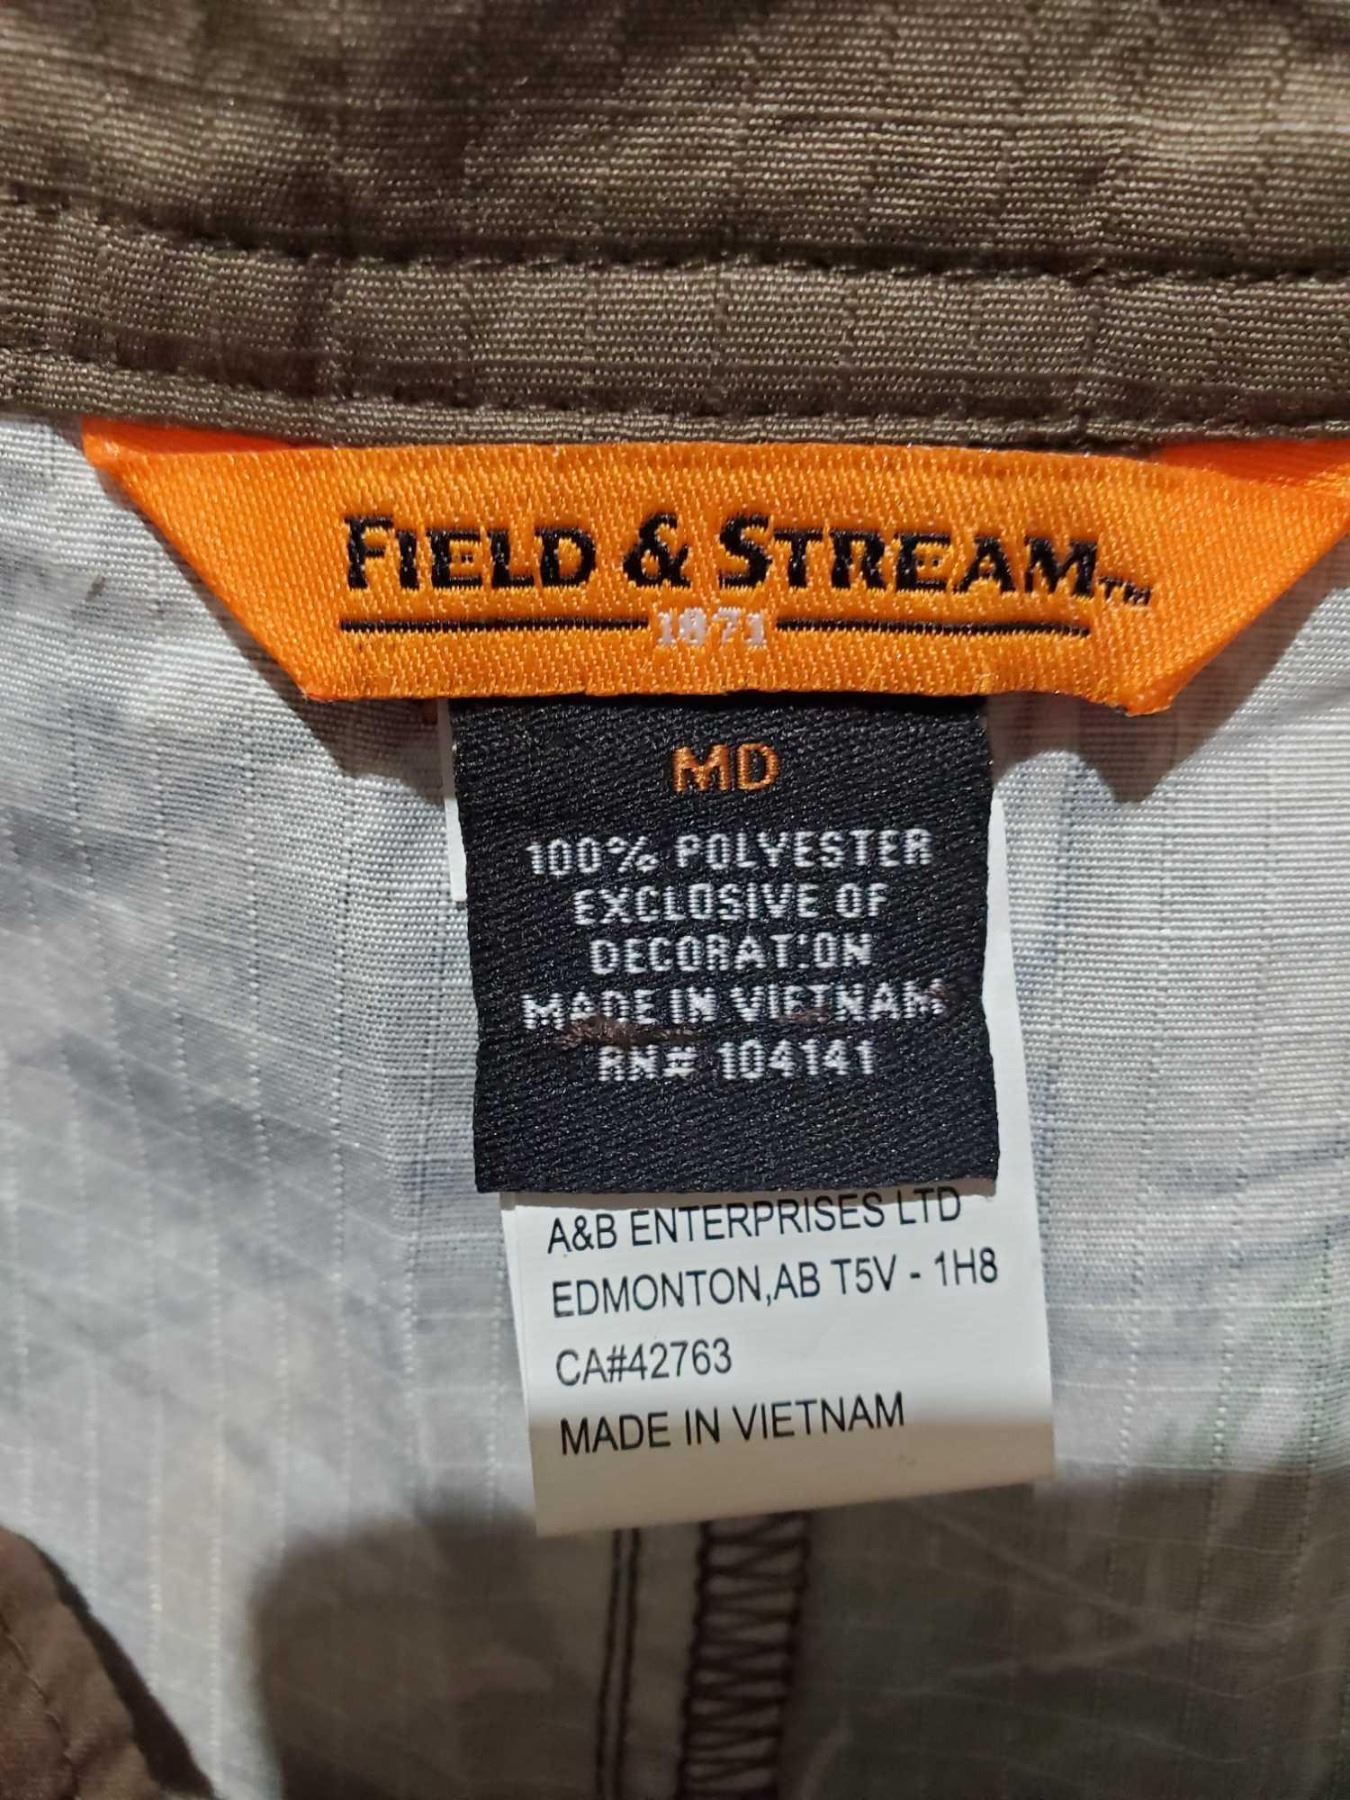 FIELD & STREAM™
1871
MD
100% POLYESTER
EXCLUSIVE OF
DECORATION
MADE IN VIETNAM
RN# 104141
A&B ENTERPRISES LTD
EDMONTON,AB T5V - 1H8
CA#42763
MADE IN VIETNAM